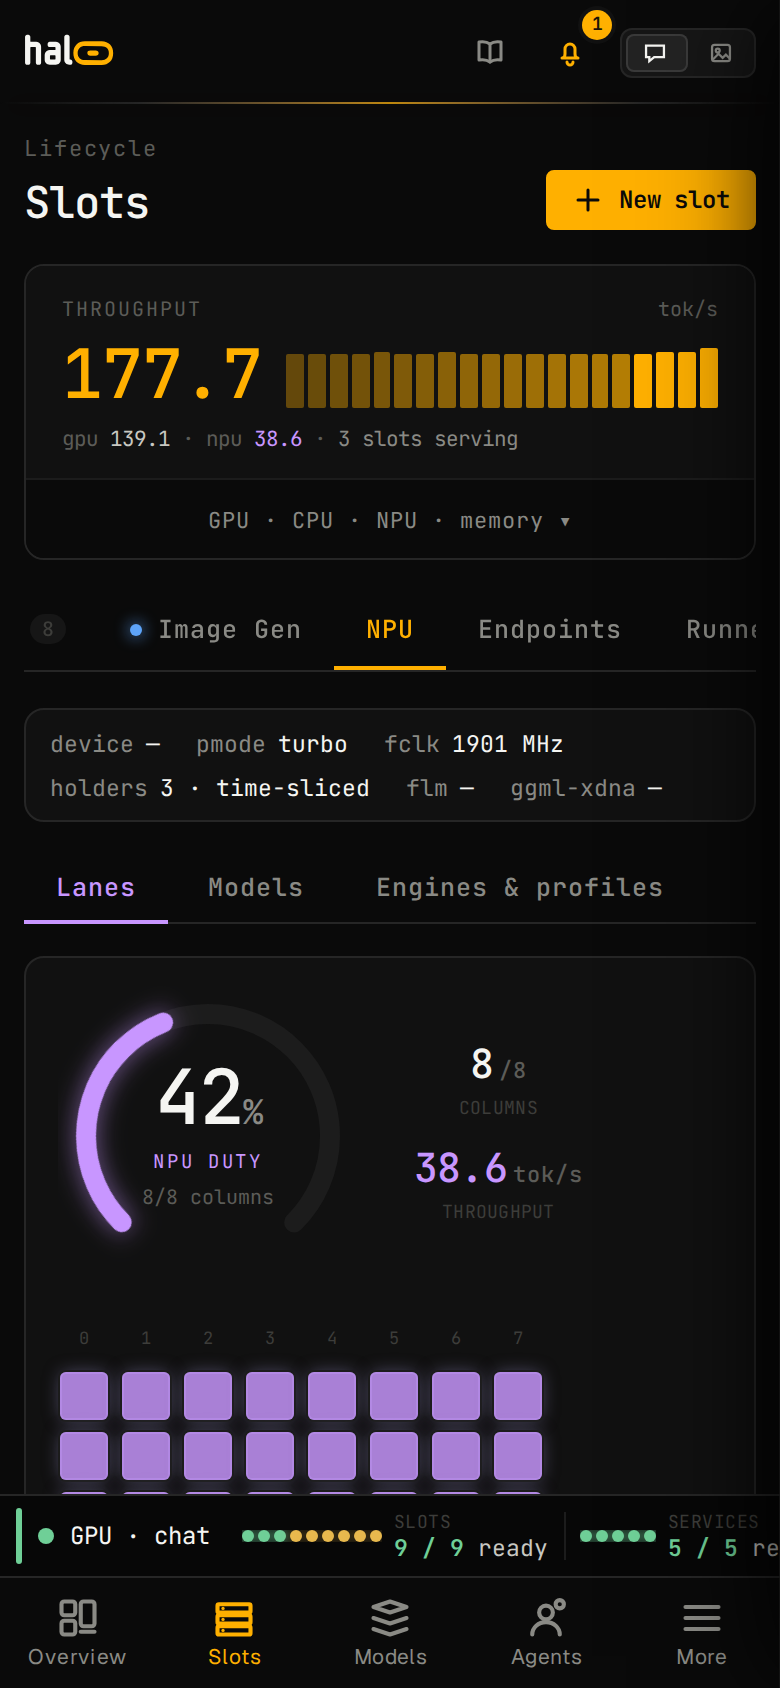 halo
1
Lifecycle
Slots
+ New slot
THROUGHPUT tok/s
177.7
gpu 139.1 · npu 38.6 · 3 slots serving
GPU · CPU · NPU · memory ▾
8 Image Gen NPU Endpoints Runne
device — pmode turbo fclk 1901 MHz
holders 3 · time-sliced flm — ggml-xdna —
Lanes Models Engines & profiles
42%
NPU DUTY
8/8 columns
8/8
COLUMNS
38.6 tok/s
THROUGHPUT
0 1 2 3 4 5 6 7
GPU · chat
SLOTS
9 / 9 ready
SERVICES
5 / 5 re
Overview Slots Models Agents More